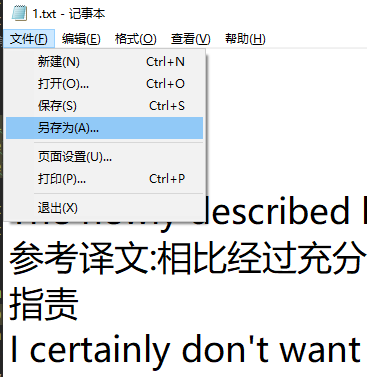 1.txt - 记事本
文件(F) 编辑(E) 格式(O) 查看(V) 帮助(H)
新建(N) Ctrl+N
打开(O)... Ctrl+O
保存(S) Ctrl+S
另存为(A)...
页面设置(U)...
打印(P)... Ctrl+P
退出(X)
described
参考译文:相比经过充分
指责
I certainly don't want